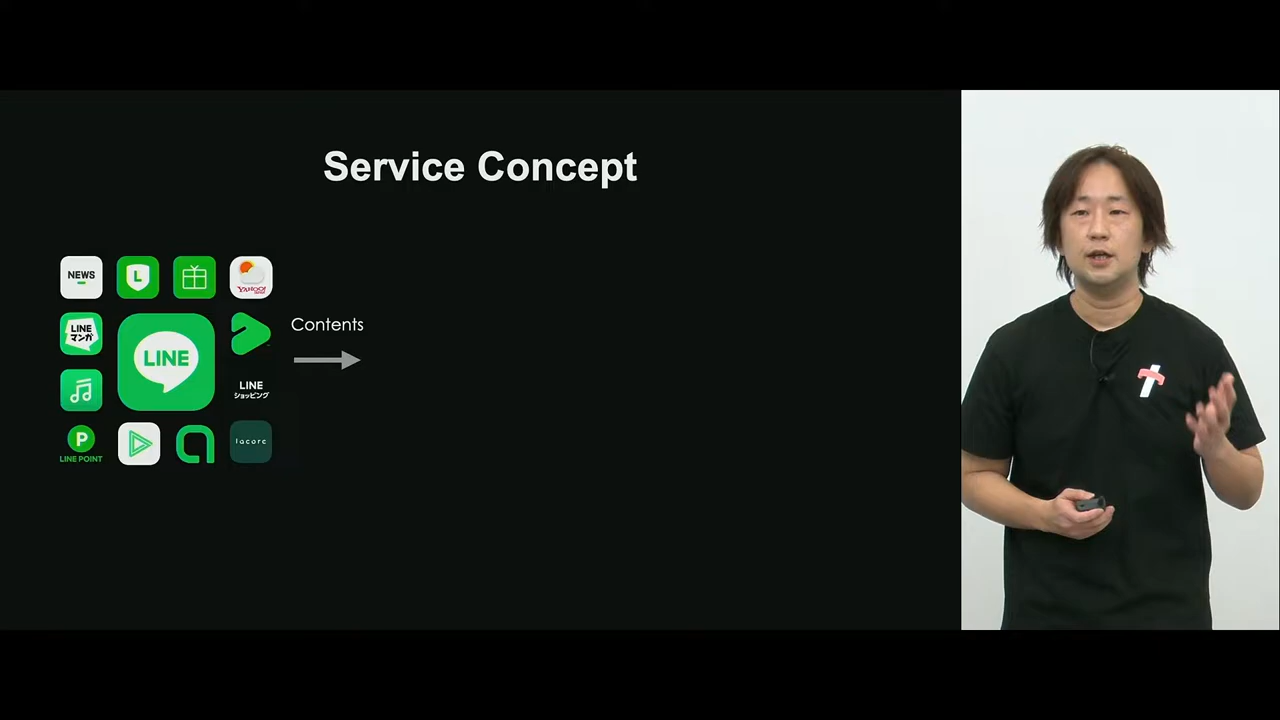 Service Concept
NEWS
L
YAHOO!
JAPAN
LINE
マンガ
LINE
Contents
LINE
ショッピング
P
LINE POINT
lacore